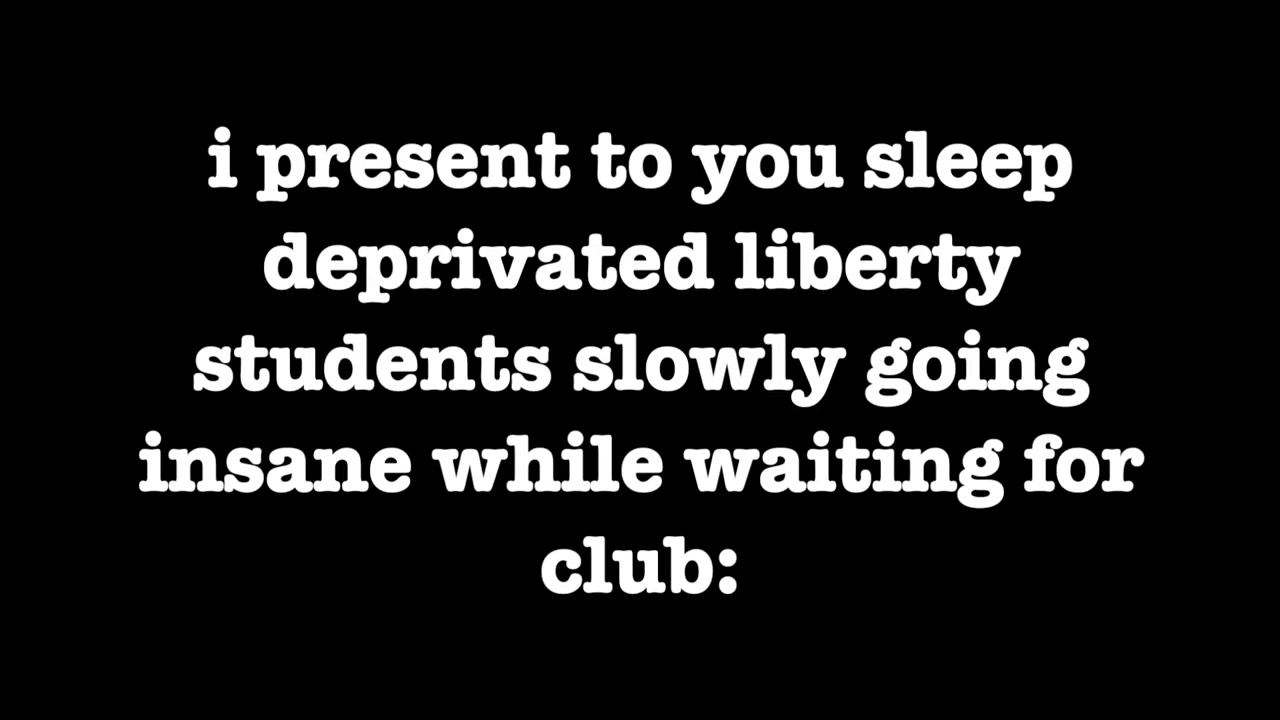 i present to you sleep
deprivated liberty
students slowly going
insane while waiting for
club: